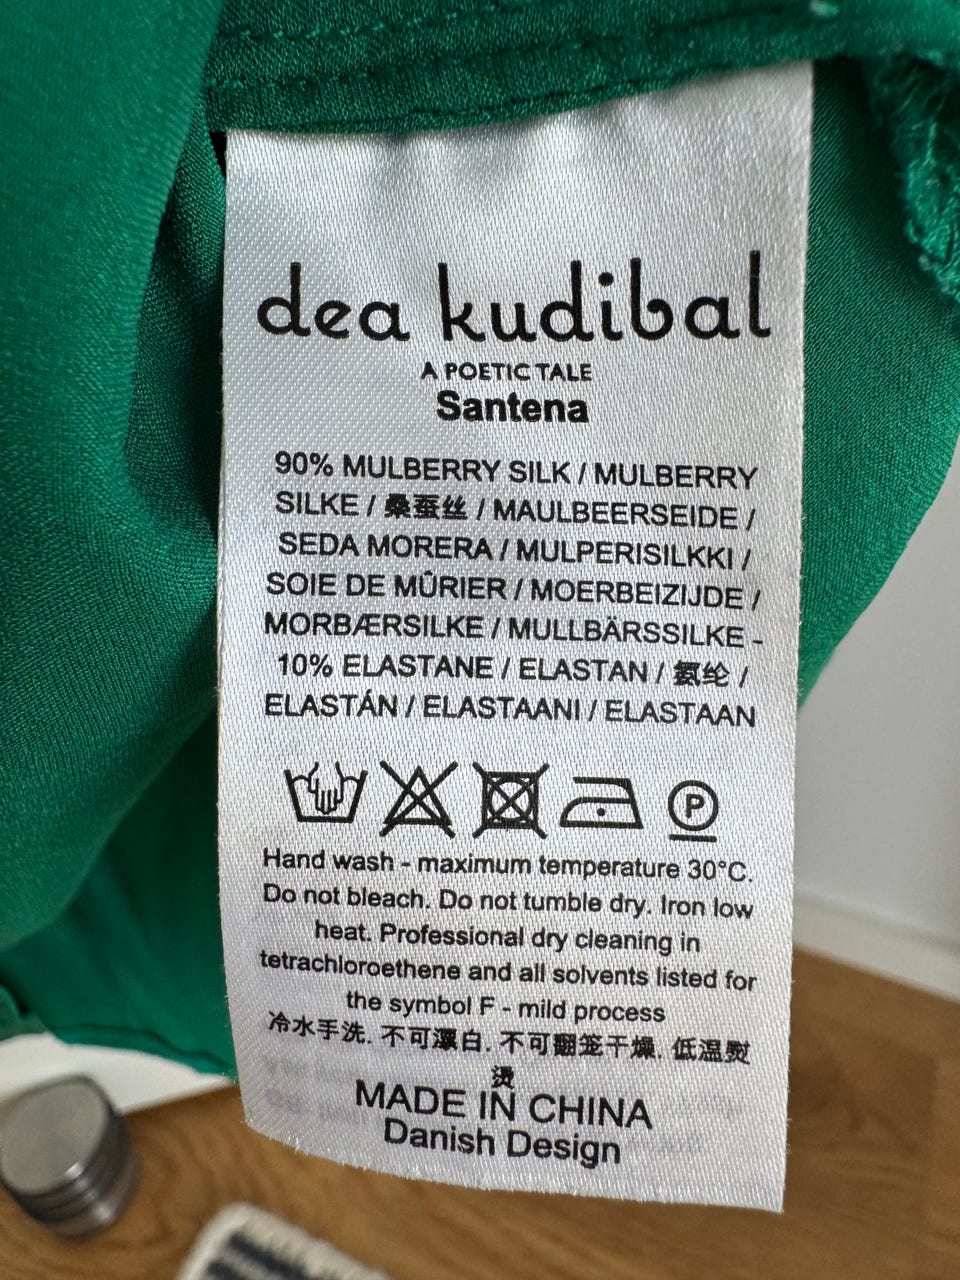 dea kudibal
A POETIC TALE
Santena
90% MULBERRY SILK / MULBERRY
SILKE / 桑蚕丝 / MAULBEERSEIDE /
SEDA MORERA / MULPERISILKKI /
SOIE DE MÛRIER / MOERBEIZIJDE /
MORBÆRSILKE / MULLBÄRSSILKE -
10% ELASTANE / ELASTAN / 氨纶 /
ELASTÁN / ELASTAANI / ELASTAAN
P
Hand wash - maximum temperature 30°C.
Do not bleach. Do not tumble dry. Iron low
heat. Professional dry cleaning in
tetrachloroethene and all solvents listed for
the symbol F - mild process
冷水手洗. 不可漂白. 不可翻笼干燥. 低温熨
烫
MADE IN CHINA
Danish Design